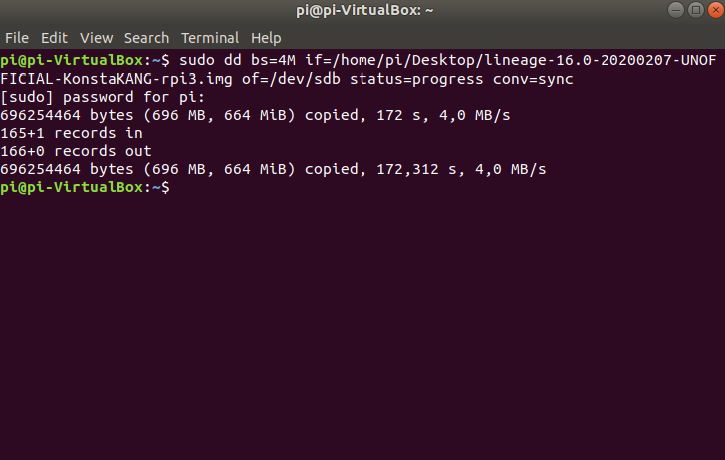 pi@pi-VirtualBox: ~
File Edit View Search Terminal Help
pi@pi-VirtualBox:~$ sudo dd bs=4M if=/home/pi/Desktop/lineage-16.0-20200207-UNOF
FICIAL-KonstaKANG-rpi3.img of=/dev/sdb status=progress conv=sync
[sudo] password for pi:
696254464 bytes (696 MB, 664 MiB) copied, 172 s, 4,0 MB/s
165+1 records in
166+0 records out
696254464 bytes (696 MB, 664 MiB) copied, 172,312 s, 4,0 MB/s
pi@pi-VirtualBox:~$